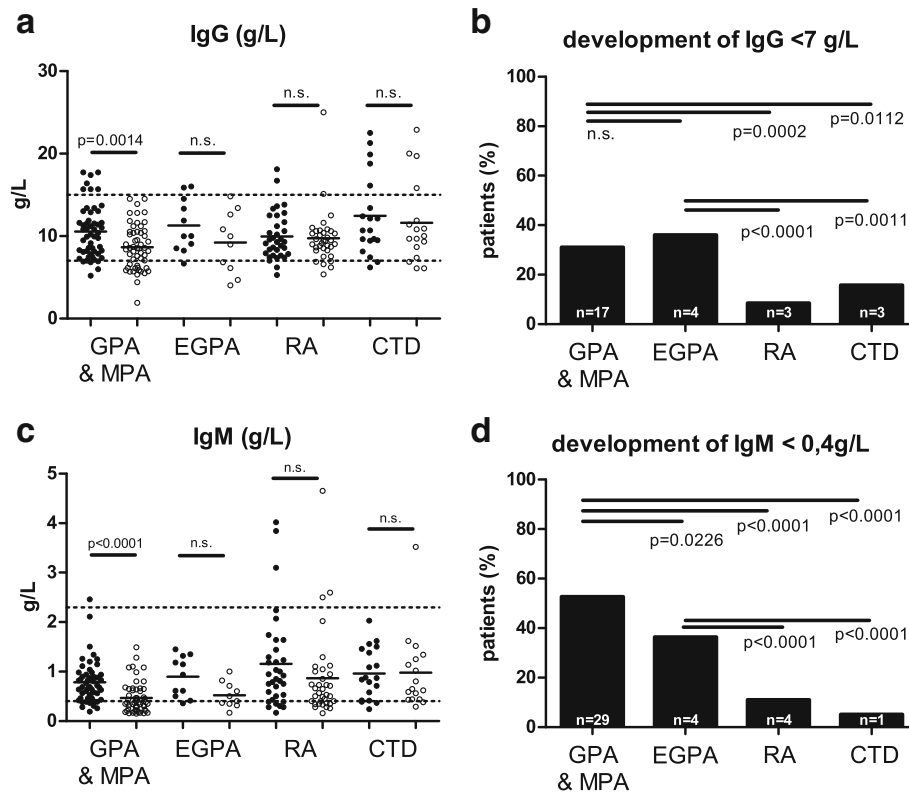 a
IgG (g/L)
g/L
30
20
10
0
p=0.0014
n.s.
n.s.
n.s.
GPA
& MPA
EGPA
RA
CTD
b
development of IgG <7 g/L
patients (%)
100
80
60
40
20
0
n.s.
p=0.0002
p=0.0112
p<0.0001
p=0.0011
n=17
n=4
n=3
n=3
GPA
& MPA
EGPA
RA
CTD
c
IgM (g/L)
g/L
5
4
3
2
1
0
p<0.0001
n.s.
n.s.
n.s.
GPA
& MPA
EGPA
RA
CTD
d
development of IgM < 0,4g/L
patients (%)
100
80
60
40
20
0
p=0.0226
p<0.0001
p<0.0001
p<0.0001
p<0.0001
n=29
n=4
n=4
n=1
GPA
& MPA
EGPA
RA
CTD